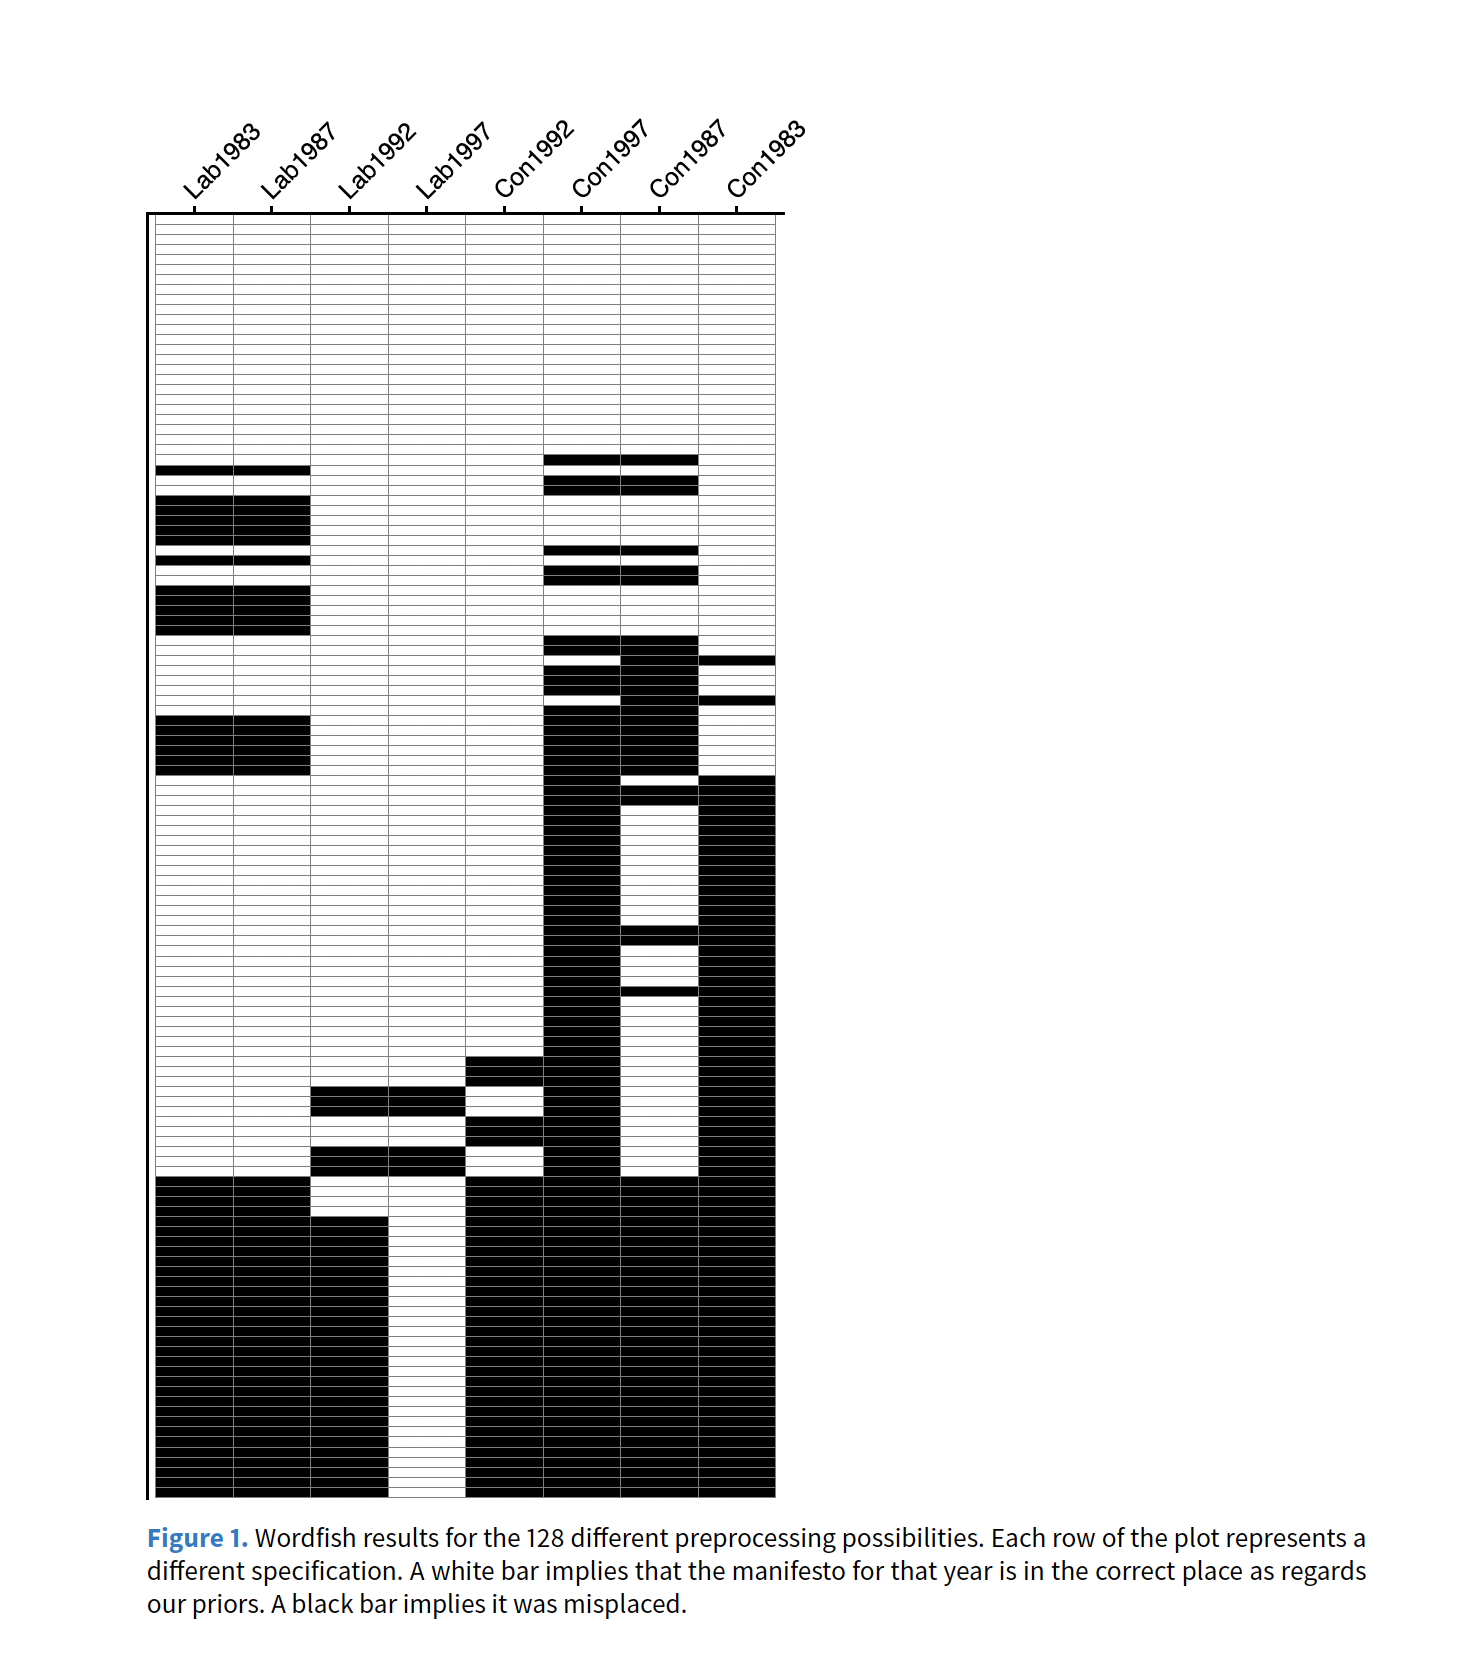 Lab1983
Lab1987
Lab1992
Lab1997
Con1992
Con1997
Con1987
Con1983
Figure 1. Wordfish results for the 128 different preprocessing possibilities. Each row of the plot represents a
different specification. A white bar implies that the manifesto for that year is in the correct place as regards
our priors. A black bar implies it was misplaced.